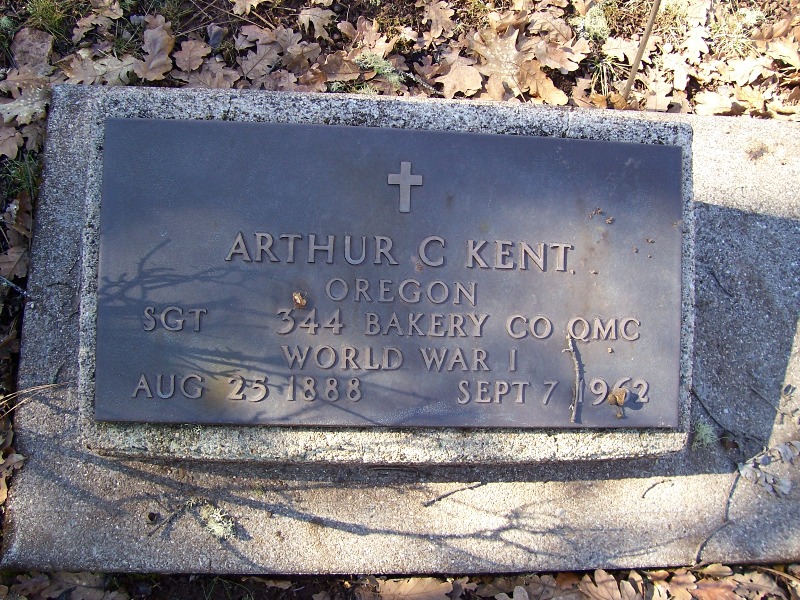 ARTHUR C KENT
OREGON
SGT 344 BAKERY CO QMC
WORLD WAR I
AUG 25 1888 SEPT 7 1962